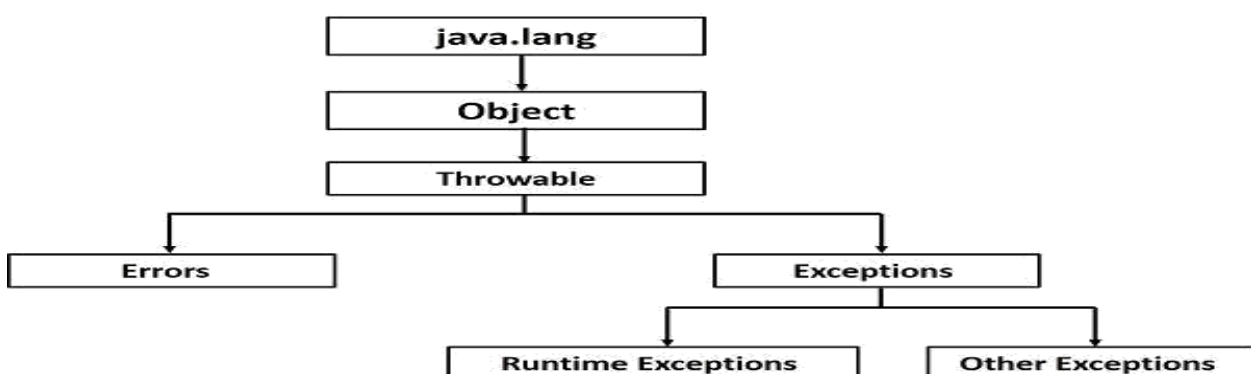 java.lang
Object
Throwable
Errors
Exceptions
Runtime Exceptions
Other Exceptions